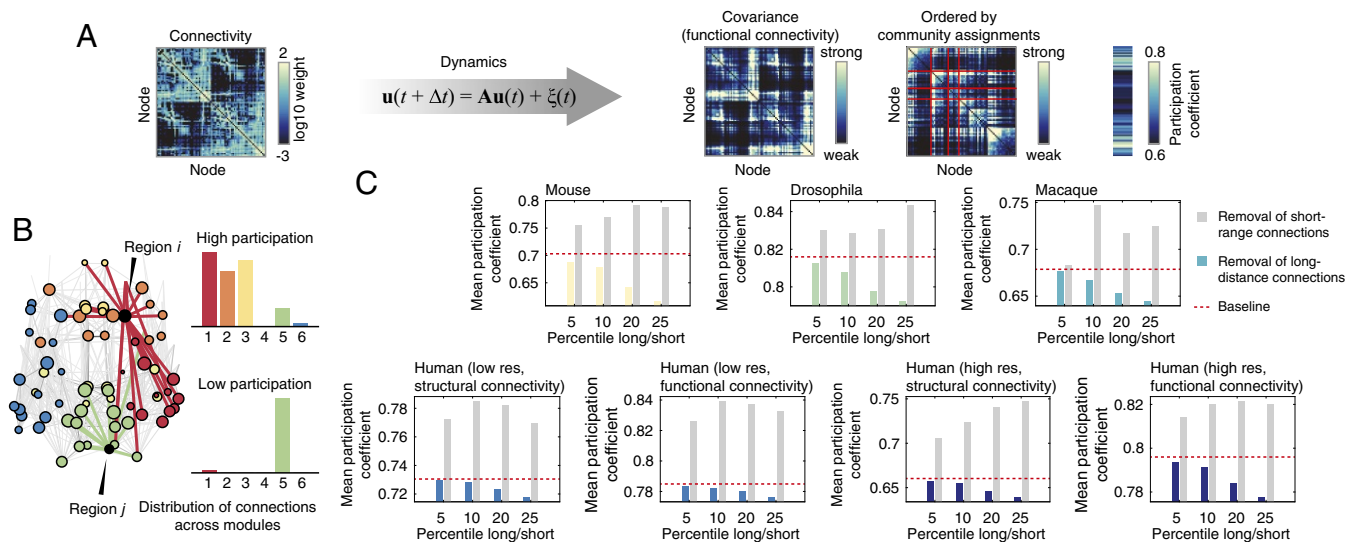 A
Connectivity
2
log10 weight
-3
Node
Node
Dynamics
u(t + Δt) = Au(t) + ξ(t)
Covariance
(functional connectivity)
strong
weak
Node
Node
Ordered by
community assignments
strong
weak
Node
Node
0.8
Participation
coefficient
0.6
B
Region i
Region j
High participation
1 2 3 4 5 6
Low participation
1 2 3 4 5 6
Distribution of connections
across modules
C
Mouse
Mean participation
coefficient
0.8
0.75
0.7
0.65
5 10 20 25
Percentile long/short
Drosophila
Mean participation
coefficient
0.84
0.82
0.8
5 10 20 25
Percentile long/short
Macaque
Mean participation
coefficient
0.75
0.7
0.65
5 10 20 25
Percentile long/short
Removal of short-
range connections
Removal of long-
distance connections
Baseline
Human (low res,
structural connectivity)
Mean participation
coefficient
0.78
0.76
0.74
0.72
5 10 20 25
Percentile long/short
Human (low res,
functional connectivity)
Mean participation
coefficient
0.84
0.82
0.8
0.78
5 10 20 25
Percentile long/short
Human (high res,
structural connectivity)
Mean participation
coefficient
0.75
0.7
0.65
5 10 20 25
Percentile long/short
Human (high res,
functional connectivity)
Mean participation
coefficient
0.82
0.8
0.78
5 10 20 25
Percentile long/short